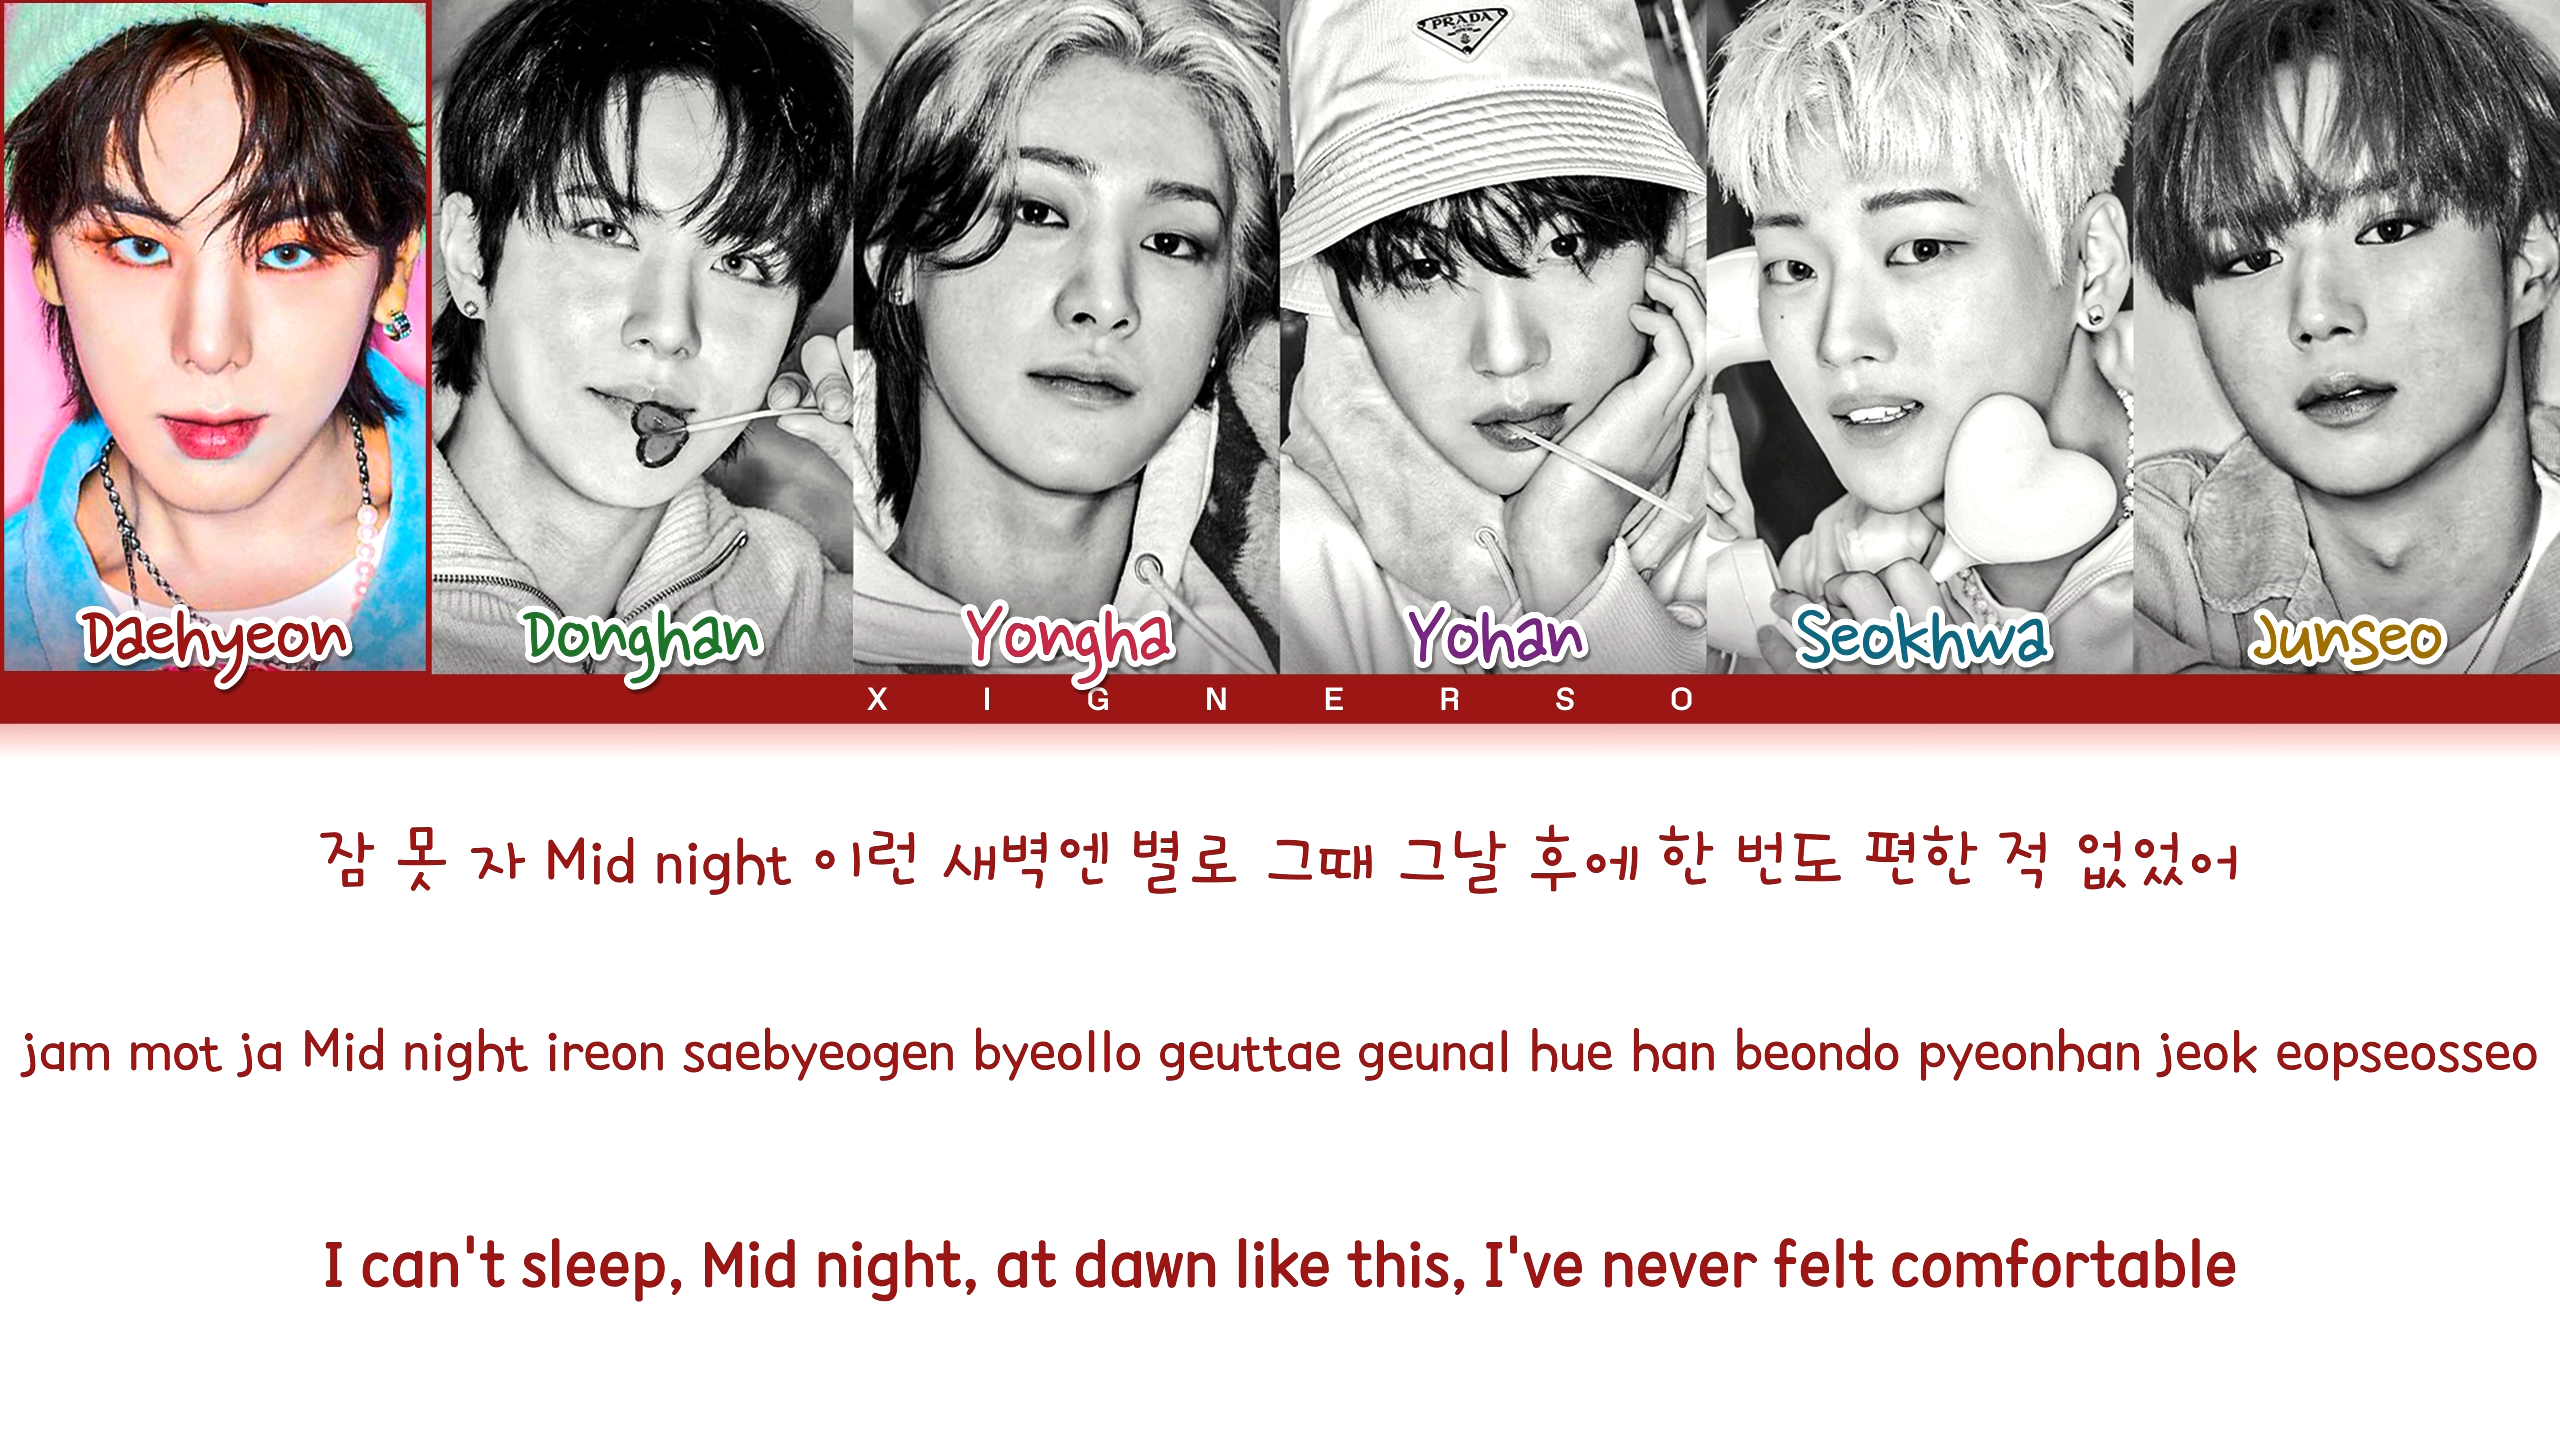 PRADA
Daehyeon Donghan Yongha Yohan Seokhwa Junseo
X I G N E R S O
잠 못 자 Mid night 이런 새벽엔 별로 그때 그날 후에 한 번도 편한 적 없었어
jam mot ja Mid night ireon saebyeogen byeollo geuttae geunal hue han beondo pyeonhan jeok eopseosseo
I can't sleep, Mid night, at dawn like this, I've never felt comfortable